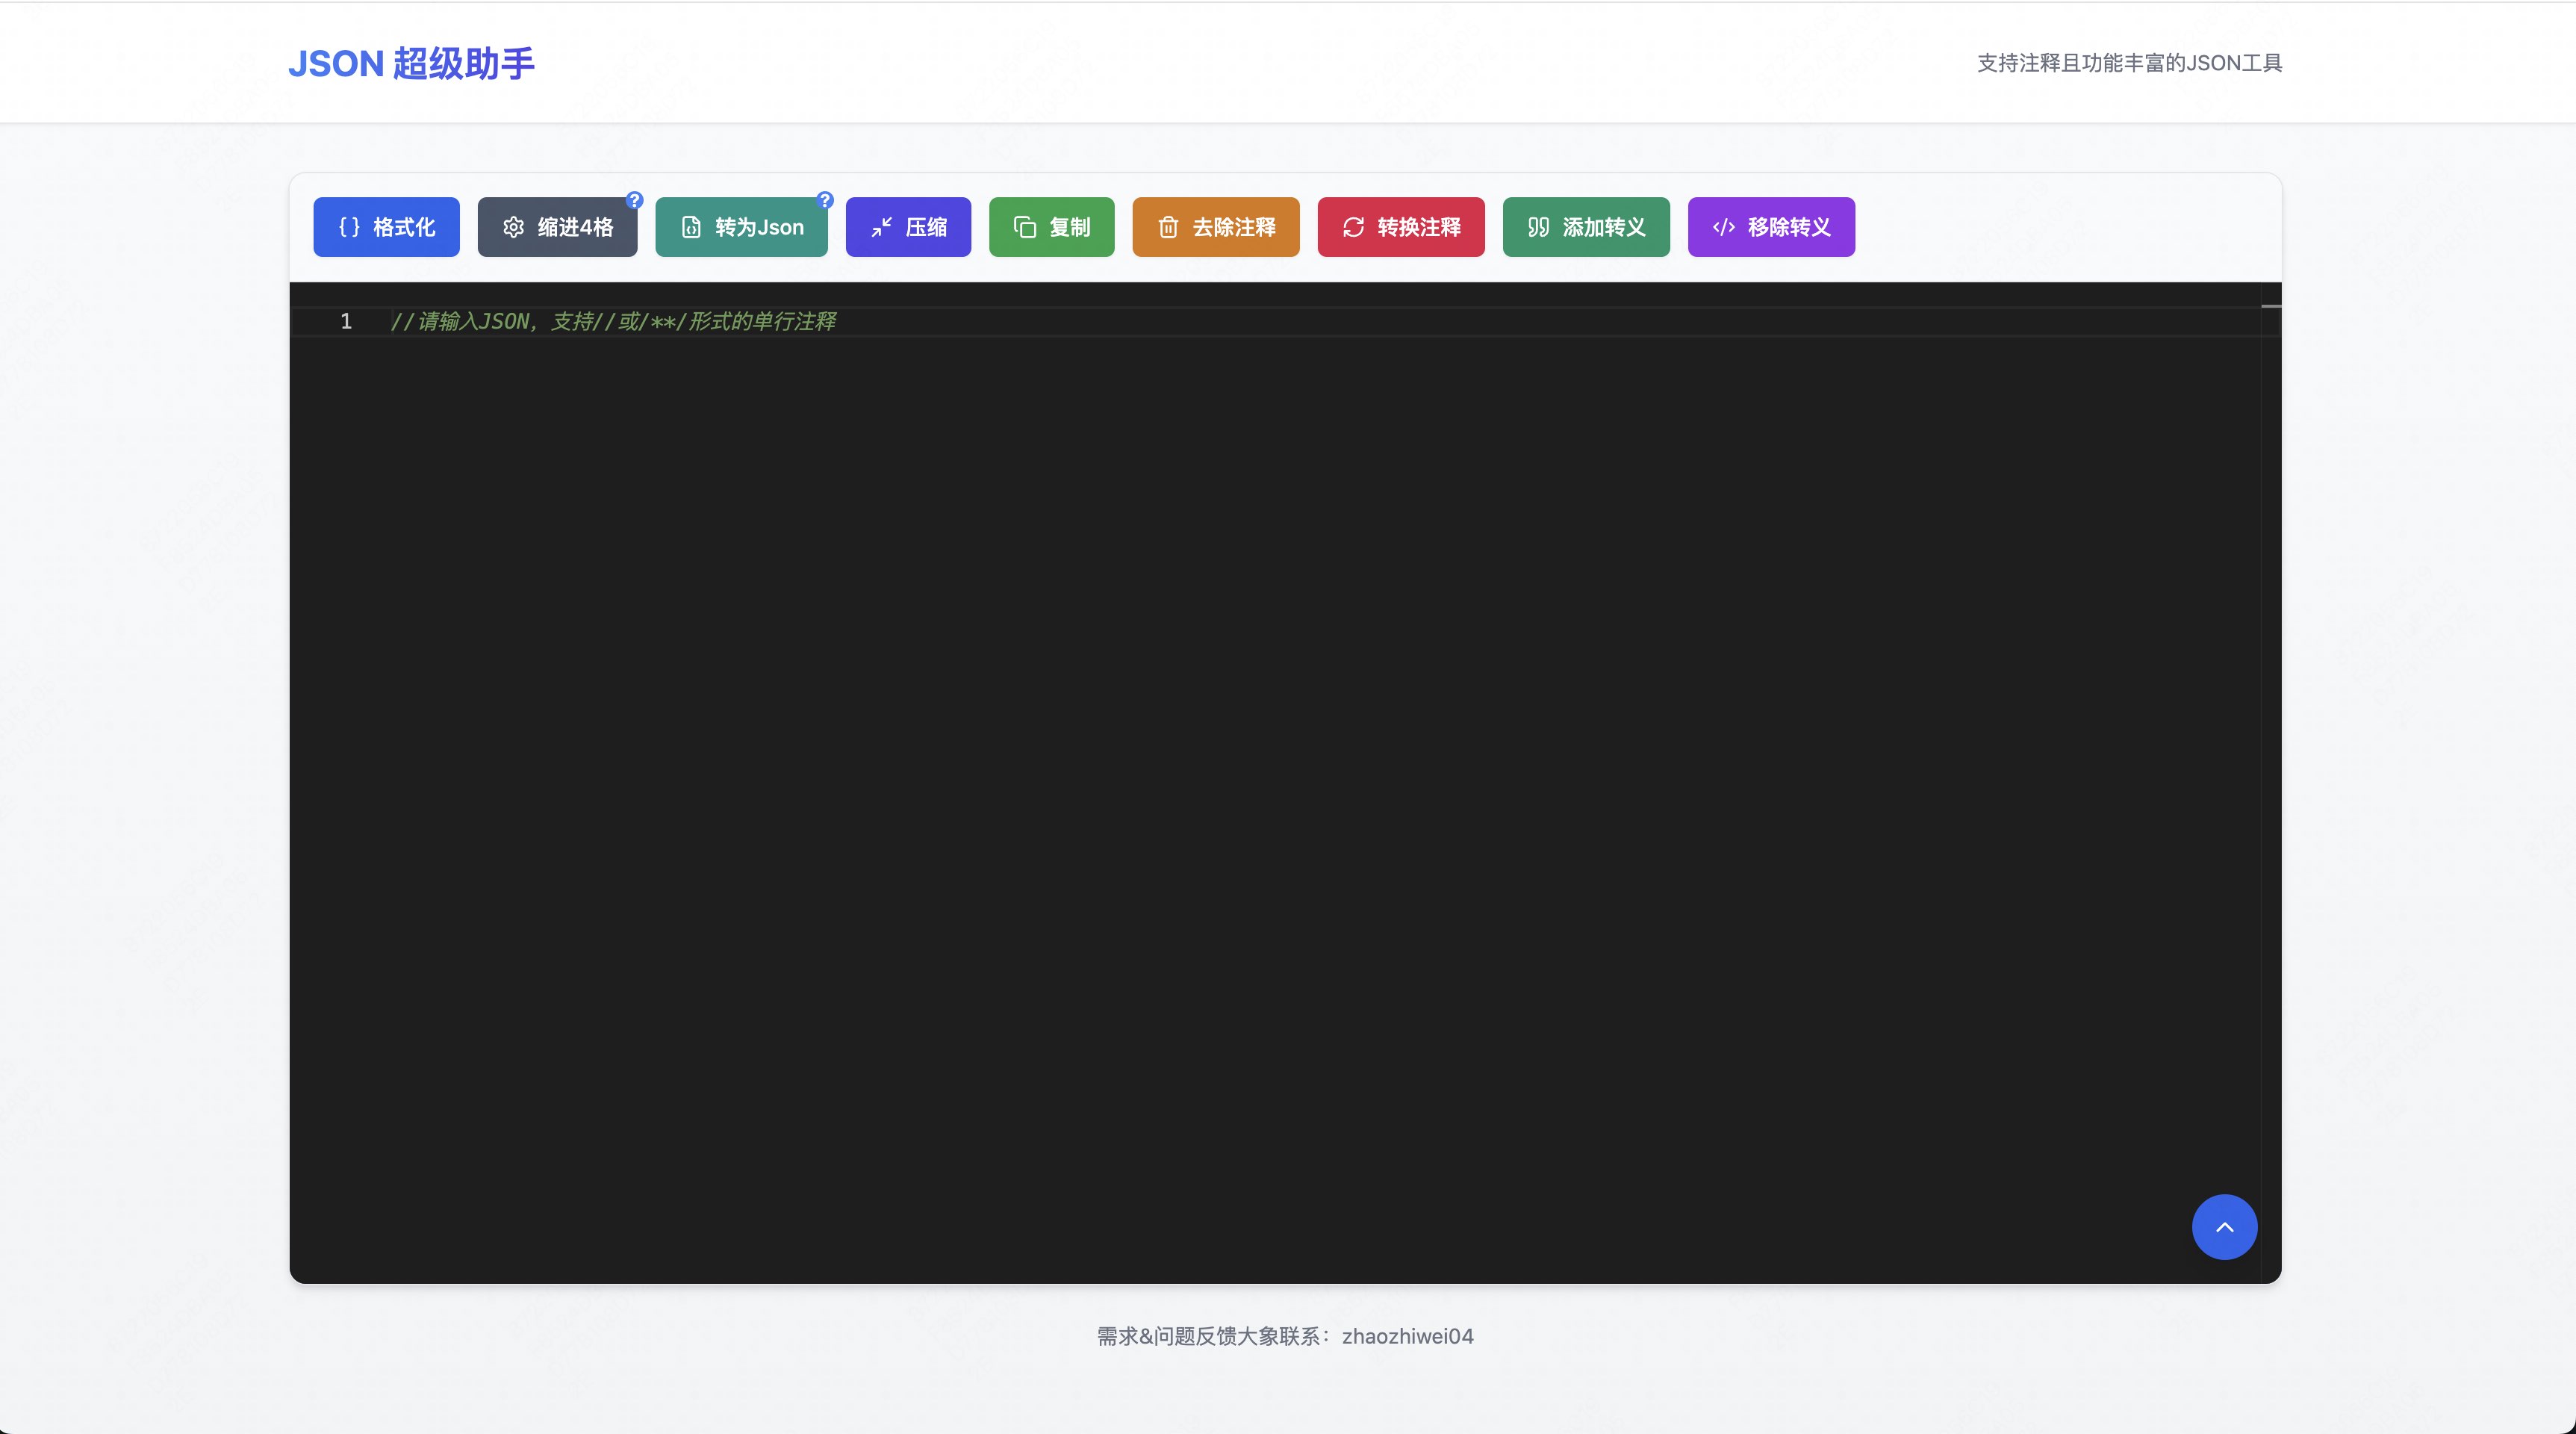 JSON 超级助手
支持注释且功能丰富的JSON工具
{} 格式化
缩进4格 ?
转为Json ?
压缩
复制
去除注释
转换注释
添加转义
</> 移除转义
1 //请输入JSON，支持//或/**/形式的单行注释
需求&问题反馈大象联系：zhaozhiwei04